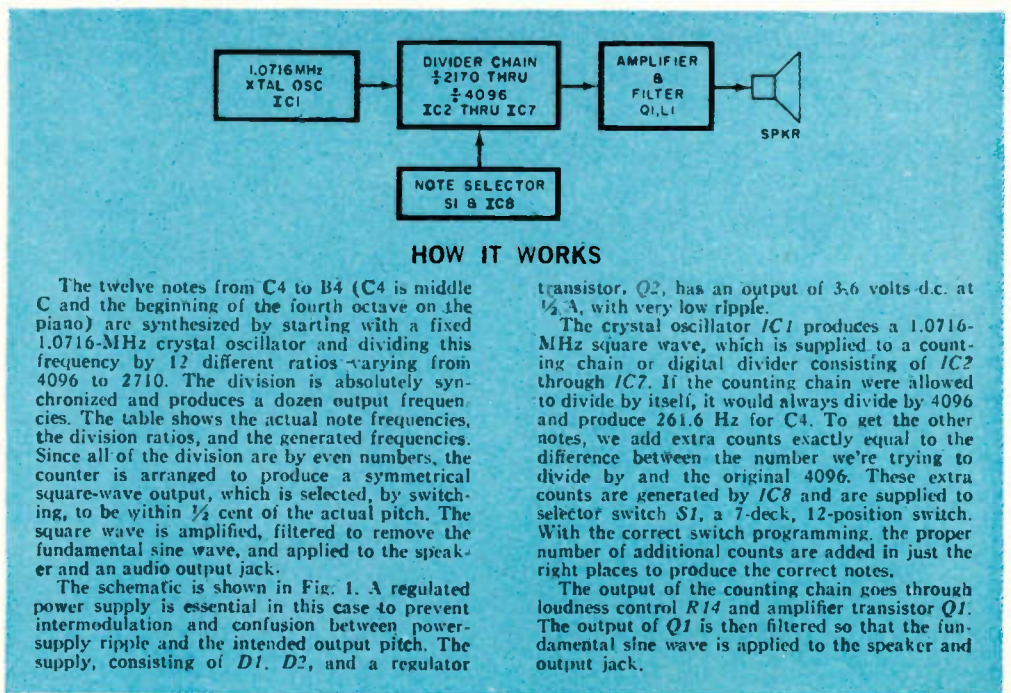 1.0716MHz
XTAL OSC
IC1
DIVIDER CHAIN
÷2170 THRU
÷4096
IC2 THRU IC7
AMPLIFIER
&
FILTER
Q1,L1
SPKR
NOTE SELECTOR
S1 & IC8
HOW IT WORKS
The twelve notes from C4 to B4 (C4 is middle
C and the beginning of the fourth octave on the
piano) are synthesized by starting with a fixed
1.0716-MHz crystal oscillator and dividing this
frequency by 12 different ratios varying from
4096 to 2710. The division is absolutely syn-
chronized and produces a dozen output frequen
cies. The table shows the actual note frequencies,
the division ratios, and the generated frequencies.
Since all of the division are by even numbers, the
counter is arranged to produce a symmetrical
square-wave output, which is selected, by switch-
ing, to be within ½ cent of the actual pitch. The
square wave is amplified, filtered to remove the
fundamental sine wave, and applied to the speak-
er and an audio output jack.
The schematic is shown in Fig. 1. A regulated
power supply is essential in this case to prevent
intermodulation and confusion between power-
supply ripple and the intended output pitch. The
supply, consisting of D1, D2, and a regulator
transistor, Q2, has an output of 3.6 volts d.c. at
½ A, with very low ripple.
The crystal oscillator IC1 produces a 1.0716-
MHz square wave, which is supplied to a count-
ing chain or digital divider consisting of IC2
through IC7. If the counting chain were allowed
to divide by itself, it would always divide by 4096
and produce 261.6 Hz for C4. To get the other
notes, we add extra counts exactly equal to the
difference between the number we're trying to
divide by and the original 4096. These extra
counts are generated by IC8 and are supplied to
selector switch S1, a 7-deck, 12-position switch.
With the correct switch programming, the proper
number of additional counts are added in just the
right places to produce the correct notes.
The output of the counting chain goes through
loudness control R14 and amplifier transistor Q1.
The output of Q1 is then filtered so that the fun-
damental sine wave is applied to the speaker and
output jack.